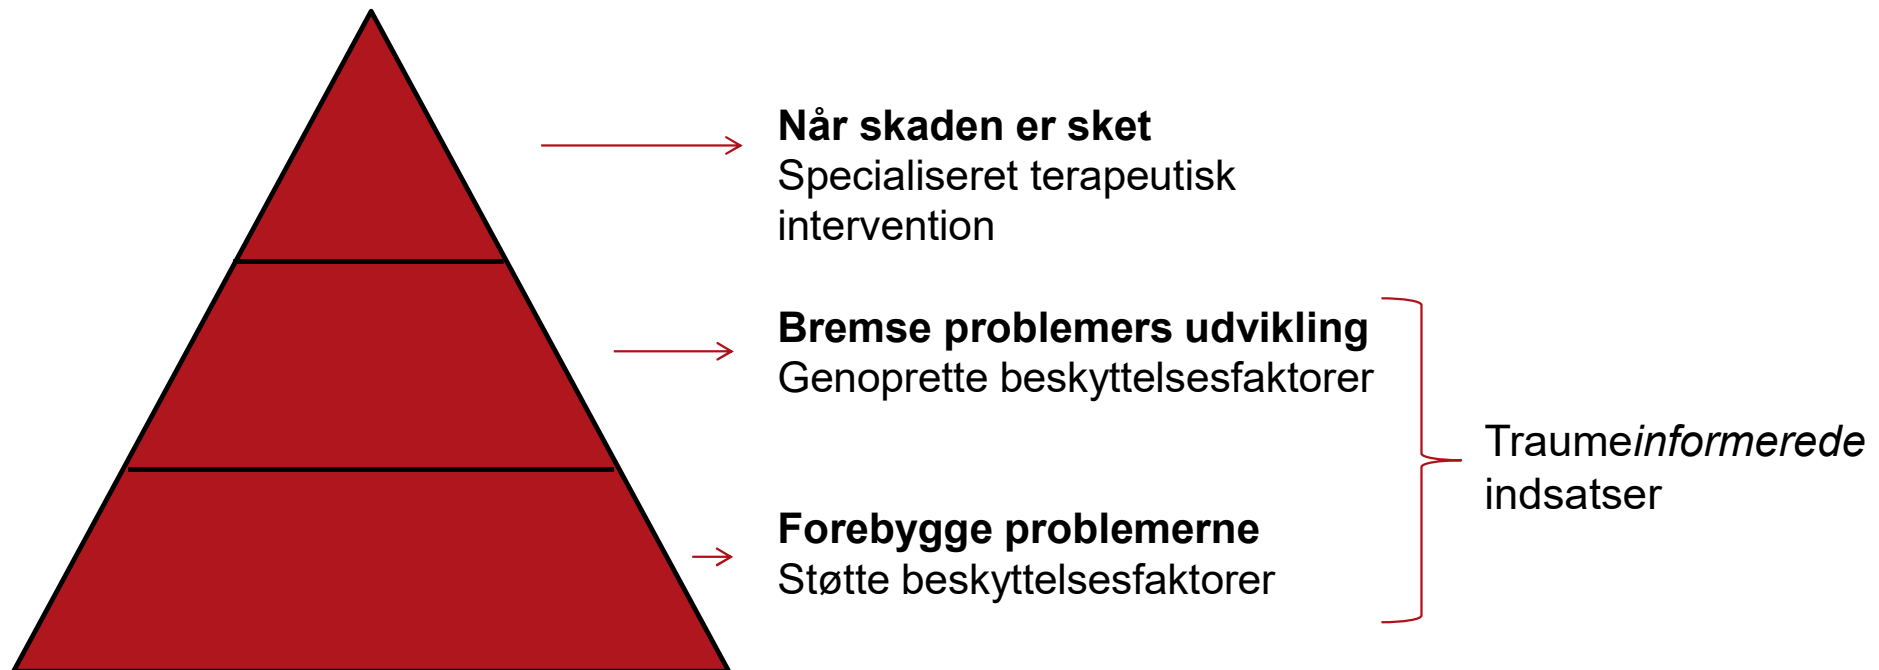 Når skaden er sket
Specialiseret terapeutisk
intervention
Bremse problemers udvikling
Genoprette beskyttelsesfaktorer
Traumeinformerede
indsatser
Forebygge problemerne
Støtte beskyttelsesfaktorer